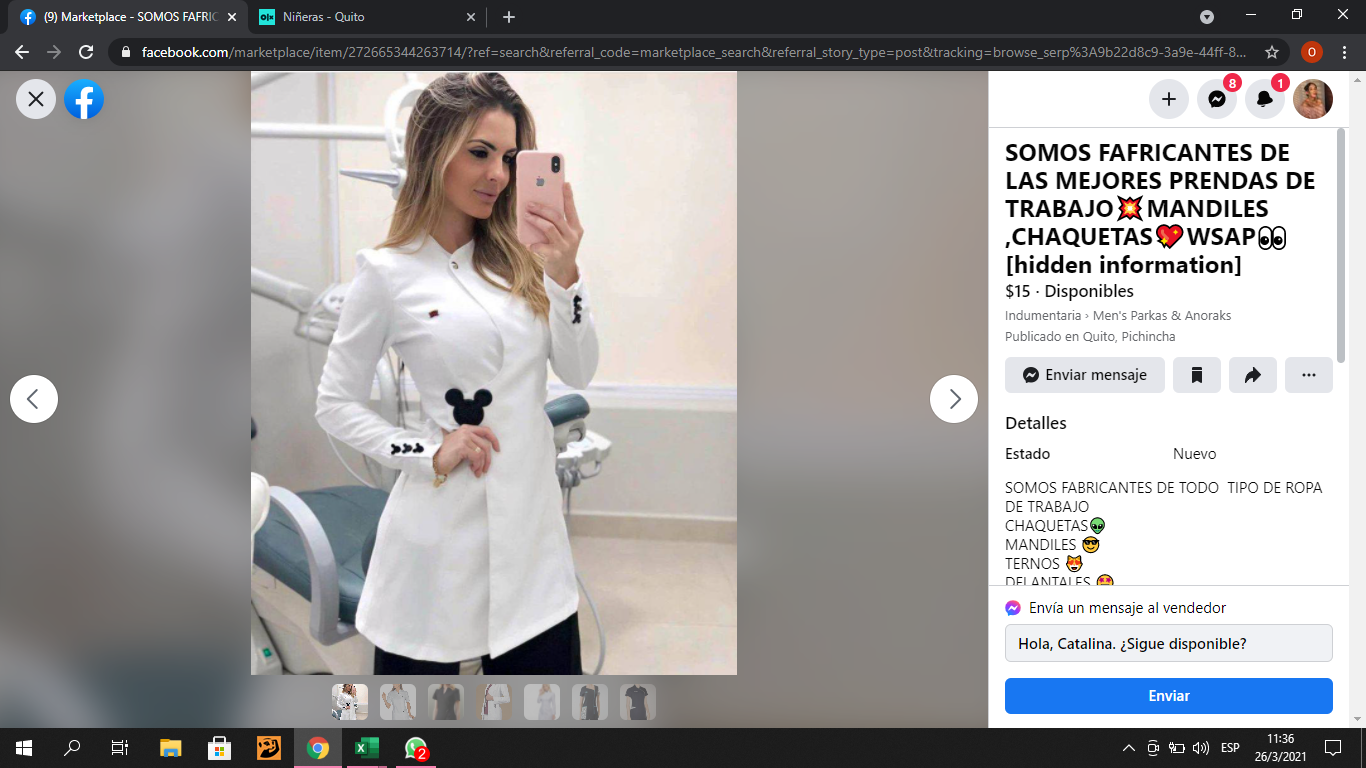 (9) Marketplace - SOMOS FAFRIC
Niñeras - Quito
facebook.com/marketplace/item/272665344263714/?ref=search&referral_code=marketplace_search&referral_story_type=post&tracking=browse_serp%3A9b22d8c9-3a9e-44ff-8...
O
8
1
SOMOS FAFRICANTES DE
LAS MEJORES PRENDAS DE
TRABAJO💥MANDILES
,CHAQUETAS💖WSAP👀
[hidden information]
$15 · Disponibles
Indumentaria › Men's Parkas & Anoraks
Publicado en Quito, Pichincha
Enviar mensaje
Detalles
Estado Nuevo
SOMOS FABRICANTES DE TODO TIPO DE ROPA
DE TRABAJO
CHAQUETAS👽
MANDILES 😎
TERNOS 😻
DELANTALES 🤩
Envía un mensaje al vendedor
Hola, Catalina. ¿Sigue disponible?
Enviar
2
ESP
11:36
26/3/2021